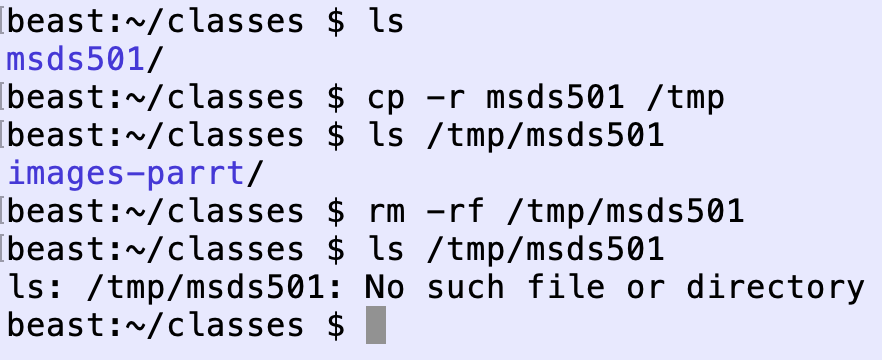 beast:~/classes $ ls
msds501/
beast:~/classes $ cp -r msds501 /tmp
beast:~/classes $ ls /tmp/msds501
images-parrt/
beast:~/classes $ rm -rf /tmp/msds501
beast:~/classes $ ls /tmp/msds501
ls: /tmp/msds501: No such file or directory
beast:~/classes $